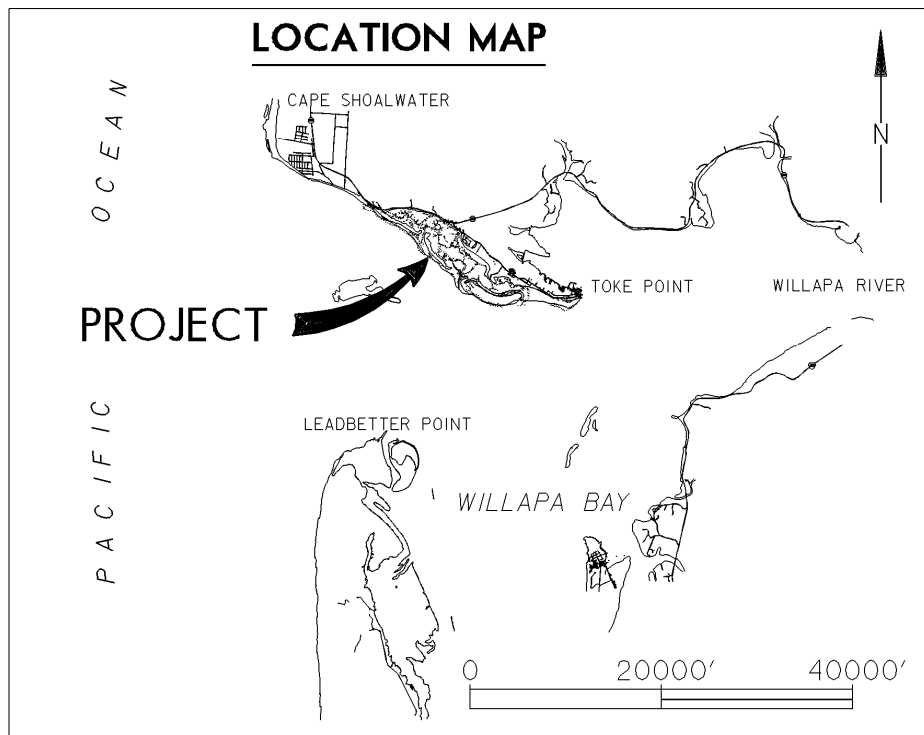 LOCATION MAP
CAPE SHOALWATER
N
OCEAN
TOKE POINT
WILLAPA RIVER
PROJECT
LEADBETTER POINT
PACIFIC
WILLAPA BAY
0 20000' 40000'